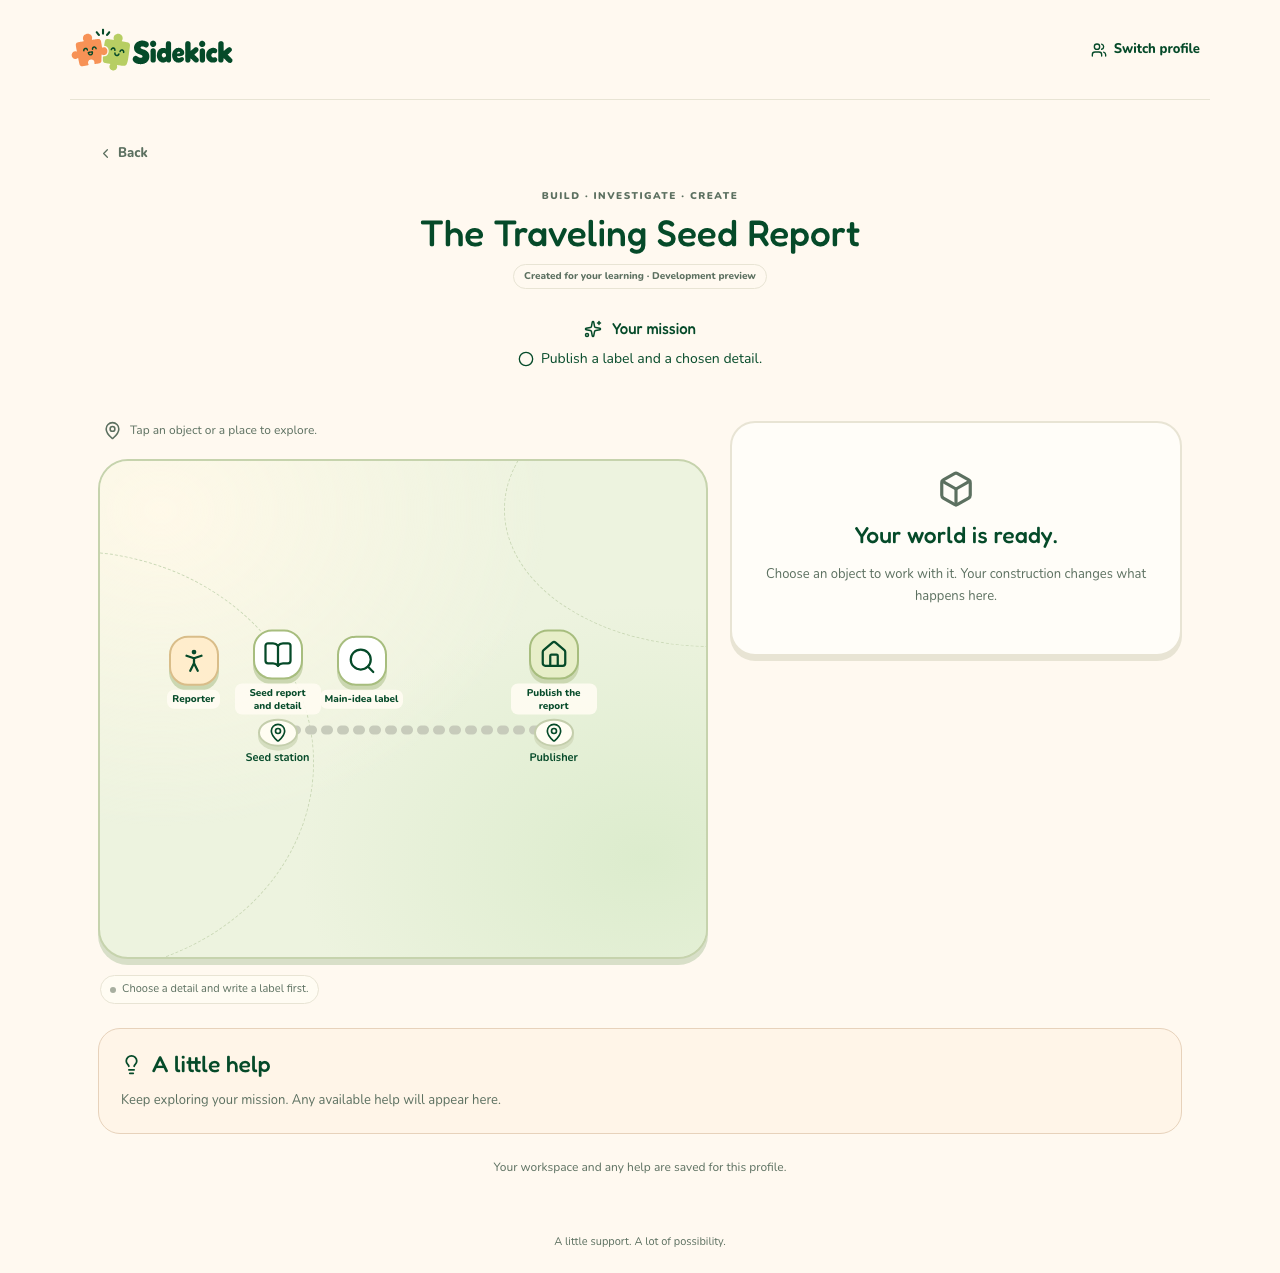 Sidekick
Switch profile
Back
BUILD · INVESTIGATE · CREATE
The Traveling Seed Report
Created for your learning · Development preview
Your mission
Publish a label and a chosen detail.
Tap an object or a place to explore.
Reporter
Seed report
and detail
Main-idea label
Publish the
report
Seed station
Publisher
Your world is ready.
Choose an object to work with it. Your construction changes what
happens here.
Choose a detail and write a label first.
A little help
Keep exploring your mission. Any available help will appear here.
Your workspace and any help are saved for this profile.
A little support. A lot of possibility.